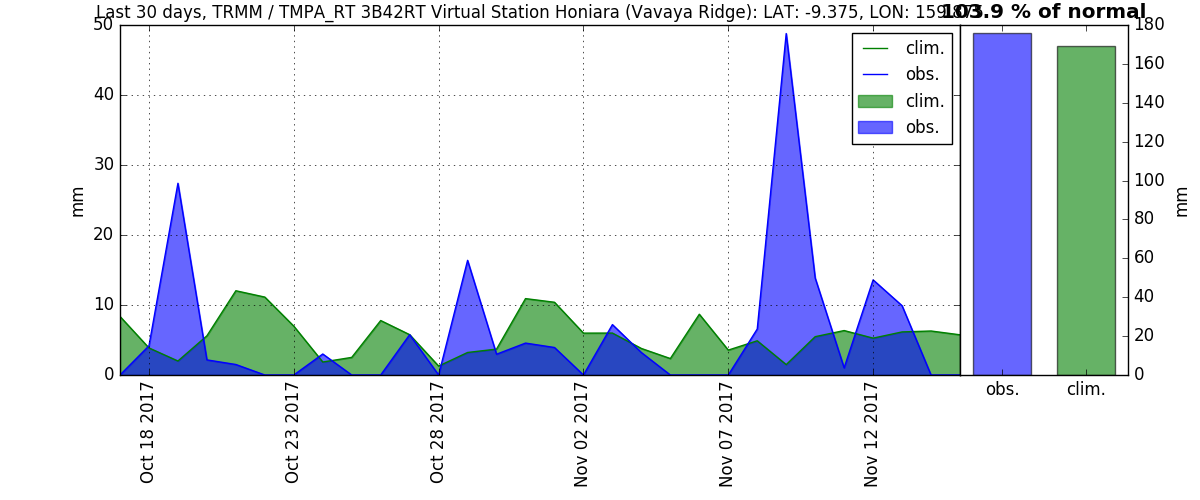 Last 30 days, TRMM / TMPA_RT 3B42RT Virtual Station Honiara (Vavaya Ridge): LAT: -9.375, LON:
103.9 % of normal
50
40
30
20
10
0
mm
clim.
obs.
clim.
obs.
Oct 18 2017
Oct 23 2017
Oct 28 2017
Nov 02 2017
Nov 07 2017
Nov 12 2017
180
160
140
120
100
80
60
40
20
0
mm
obs.
clim.